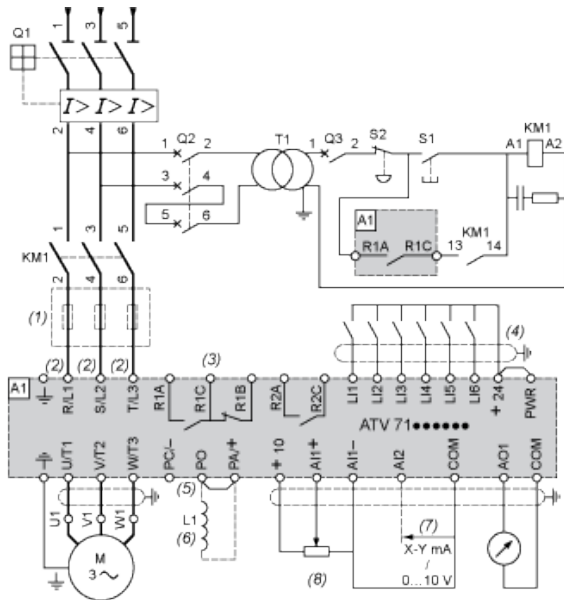 Q1
1
3
5
I>
I>
I>
2
4
6
1
Q2
2
3
4
5
6
T1
1
Q3
2
S2
S1
A1
KM1
A2
A1
R1A
R1C
13
KM1
14
KM1
1
3
5
2
4
6
(1)
(2)
(2)
(2)
(3)
(4)
A1
R/L1
S/L2
T/L3
R1A
R1C
R1B
R2A
R2C
R1C
R2C
LI1
LI2
LI3
LI4
LI5
LI6
+ 24
PWR
ATV 71••••••
U/T1
V/T2
W/T3
PC/-
PO
PA/+
+ 10
AI1+
AI1-
AI2
COM
AO1
COM
(5)
U1
V1
W1
L1
(6)
M
3 ~
(7)
X-Y mA
/
0...10 V
(8)